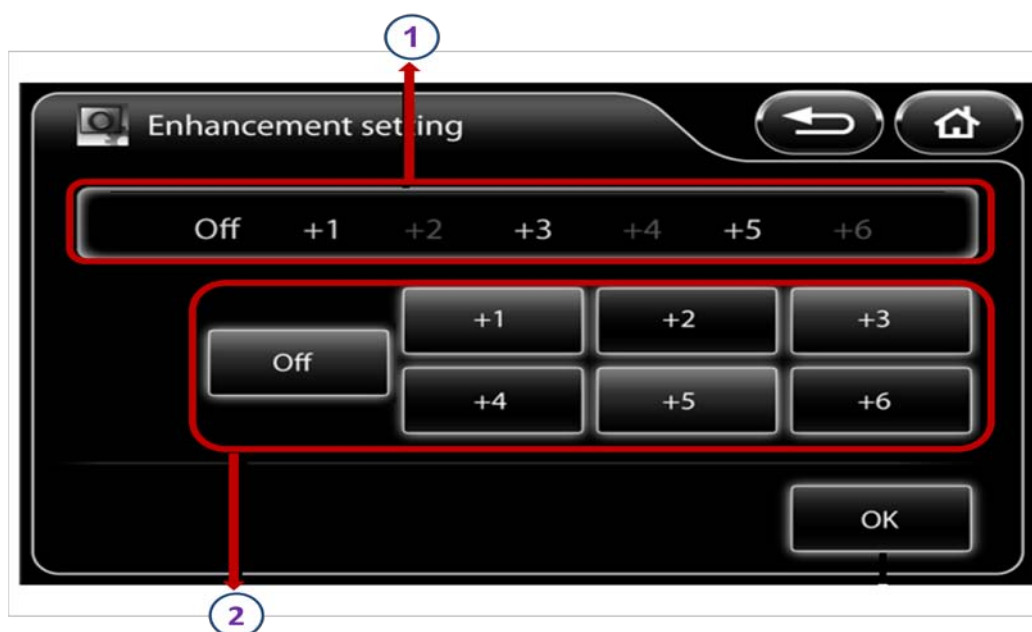 1
Enhancement setting
Off +1 +2 +3 +4 +5 +6
+1 +2 +3
Off
+4 +5 +6
OK
2